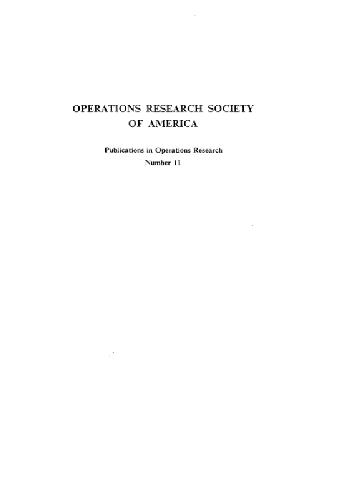 OPERATIONS RESEARCH SOCIETY
OF AMERICA
Publications in Operations Research
Number 11